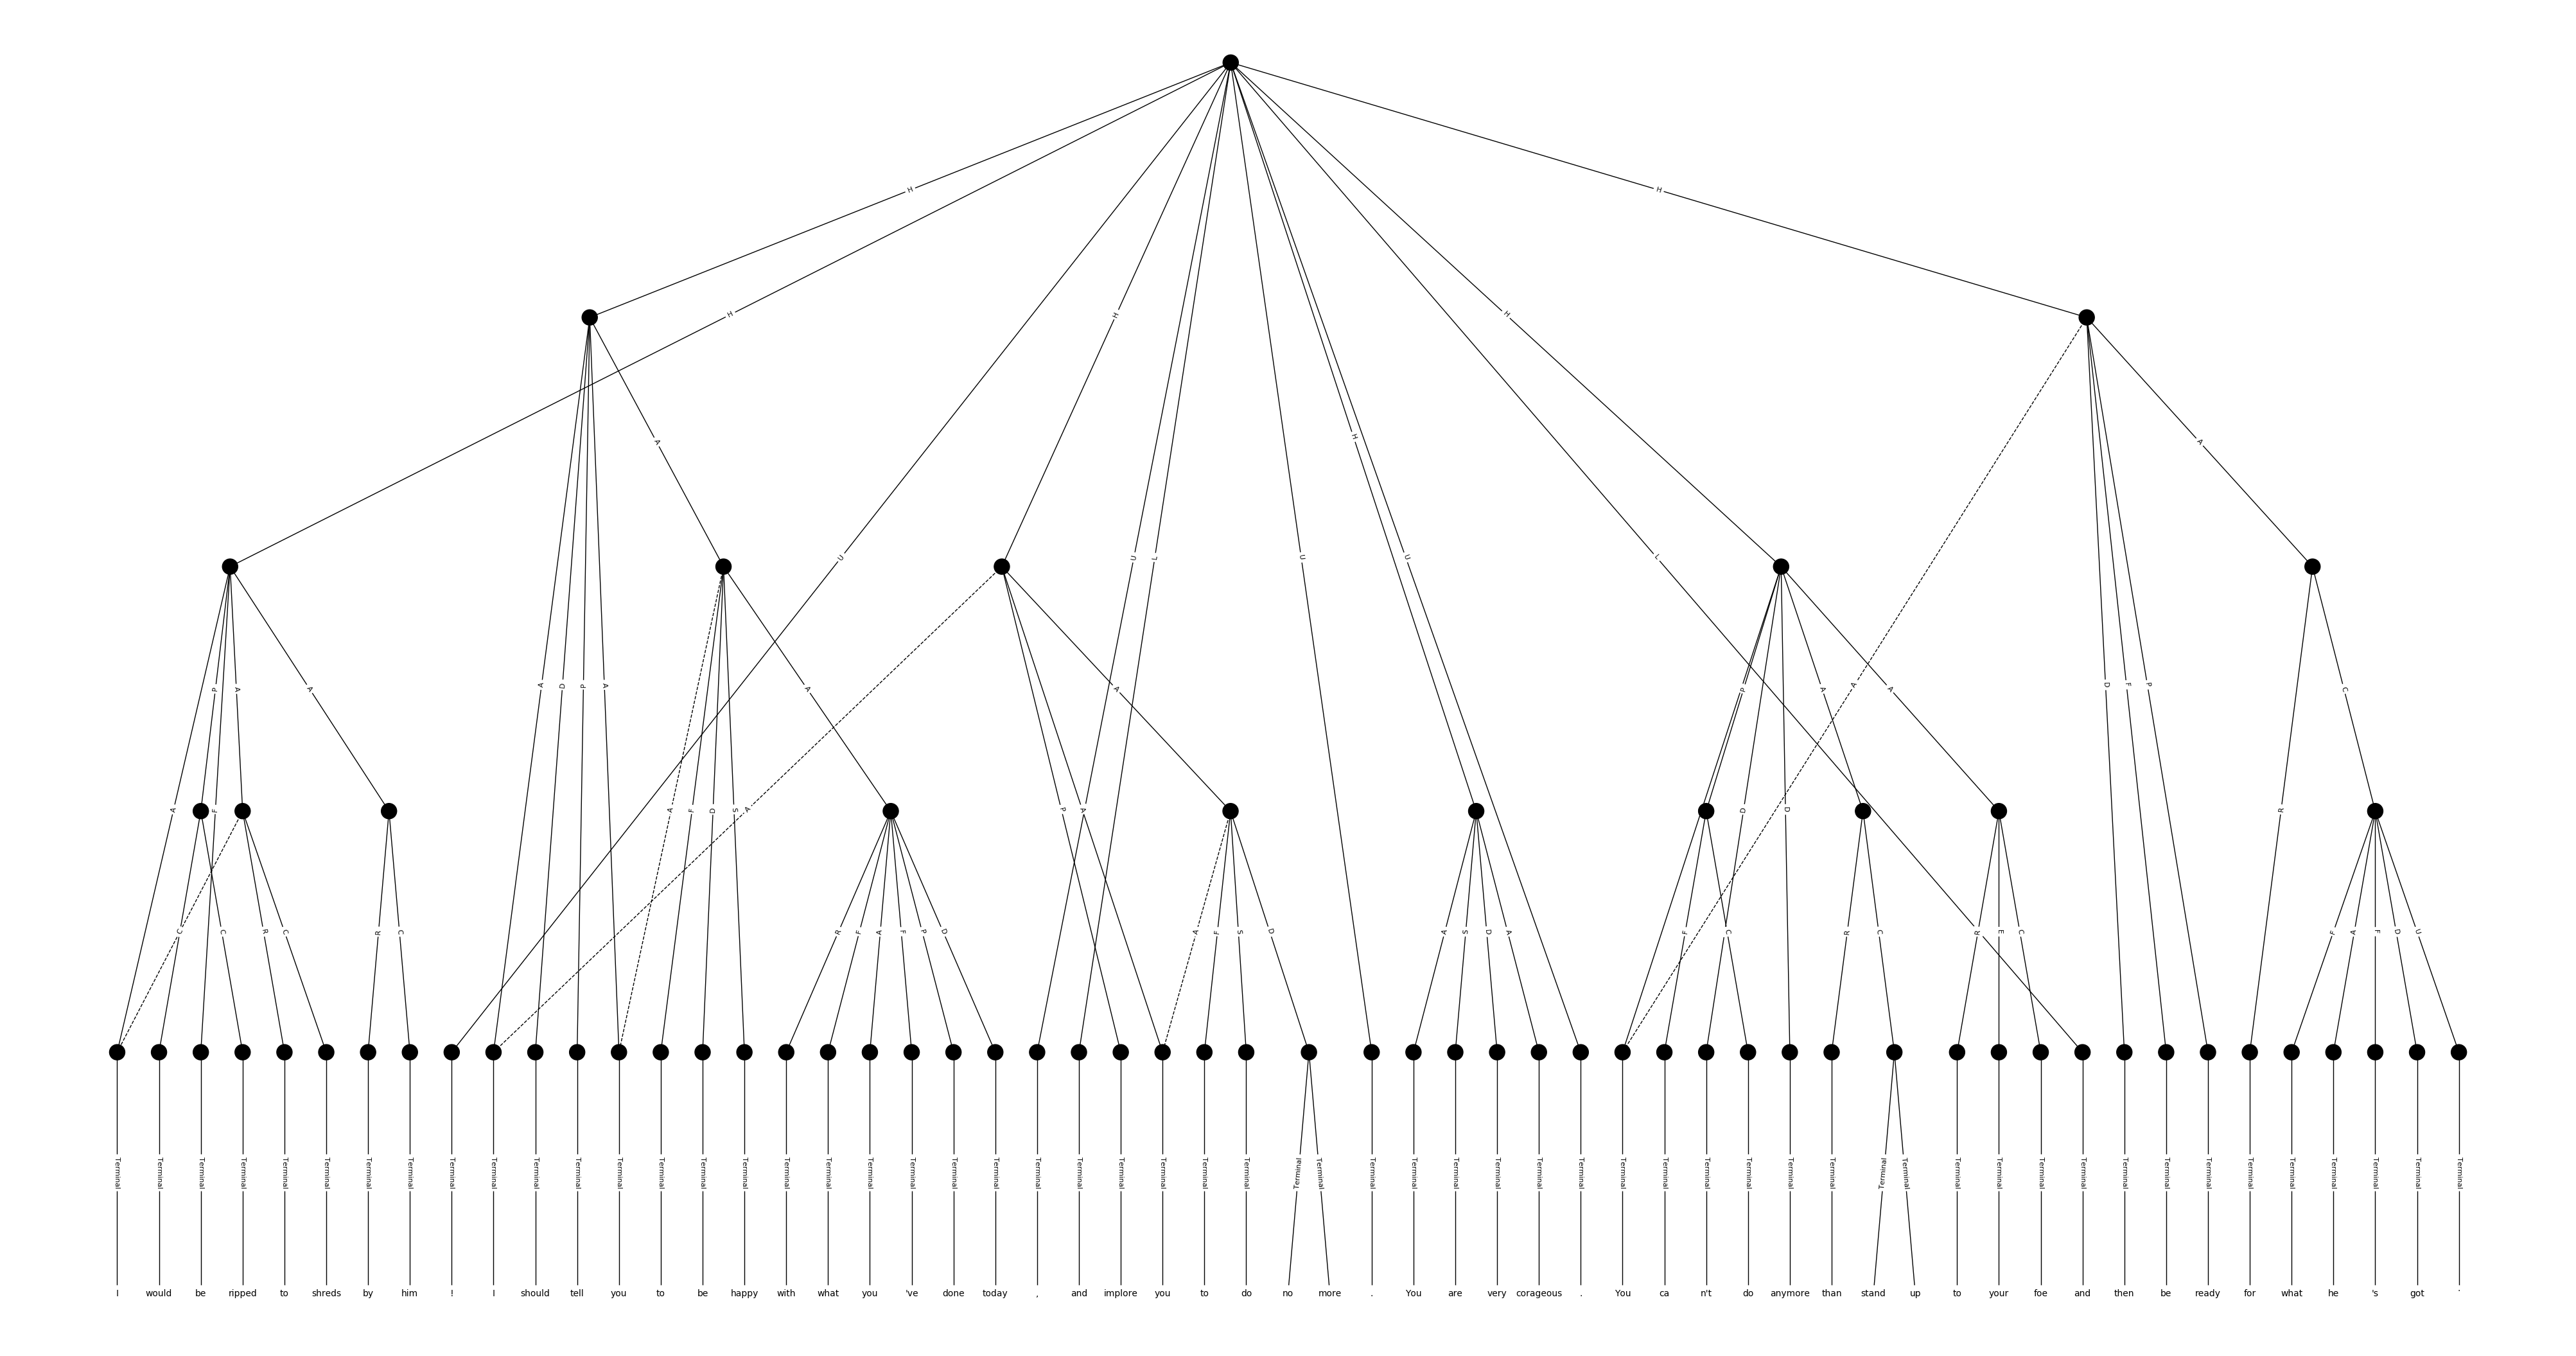 H H H H U H H
H L
A U L U U L A
P A A A D P A A P A A A D F P C
A F A F D S A P A D D R
C C R C R C R F A F P D A F S D A S D A F C R C R E C F A F D U
Terminal Terminal Terminal Terminal Terminal Terminal Terminal Terminal Terminal Terminal Terminal Terminal Terminal Terminal Terminal Terminal Terminal Terminal Terminal Terminal Terminal Terminal Terminal Terminal Terminal Terminal Terminal Terminal Terminal Terminal Terminal Terminal Terminal Terminal Terminal Terminal Terminal Terminal Terminal Terminal Terminal Terminal Terminal Terminal Terminal Terminal Terminal Terminal Terminal Terminal Terminal Terminal Terminal Terminal Terminal Terminal Terminal
I would be ripped to shreds by him ! I should tell you to be happy with what you 've done today , and implore you to do no more . You are very corageous . You ca n't do anymore than stand up to your foe and then be ready for what he 's got .